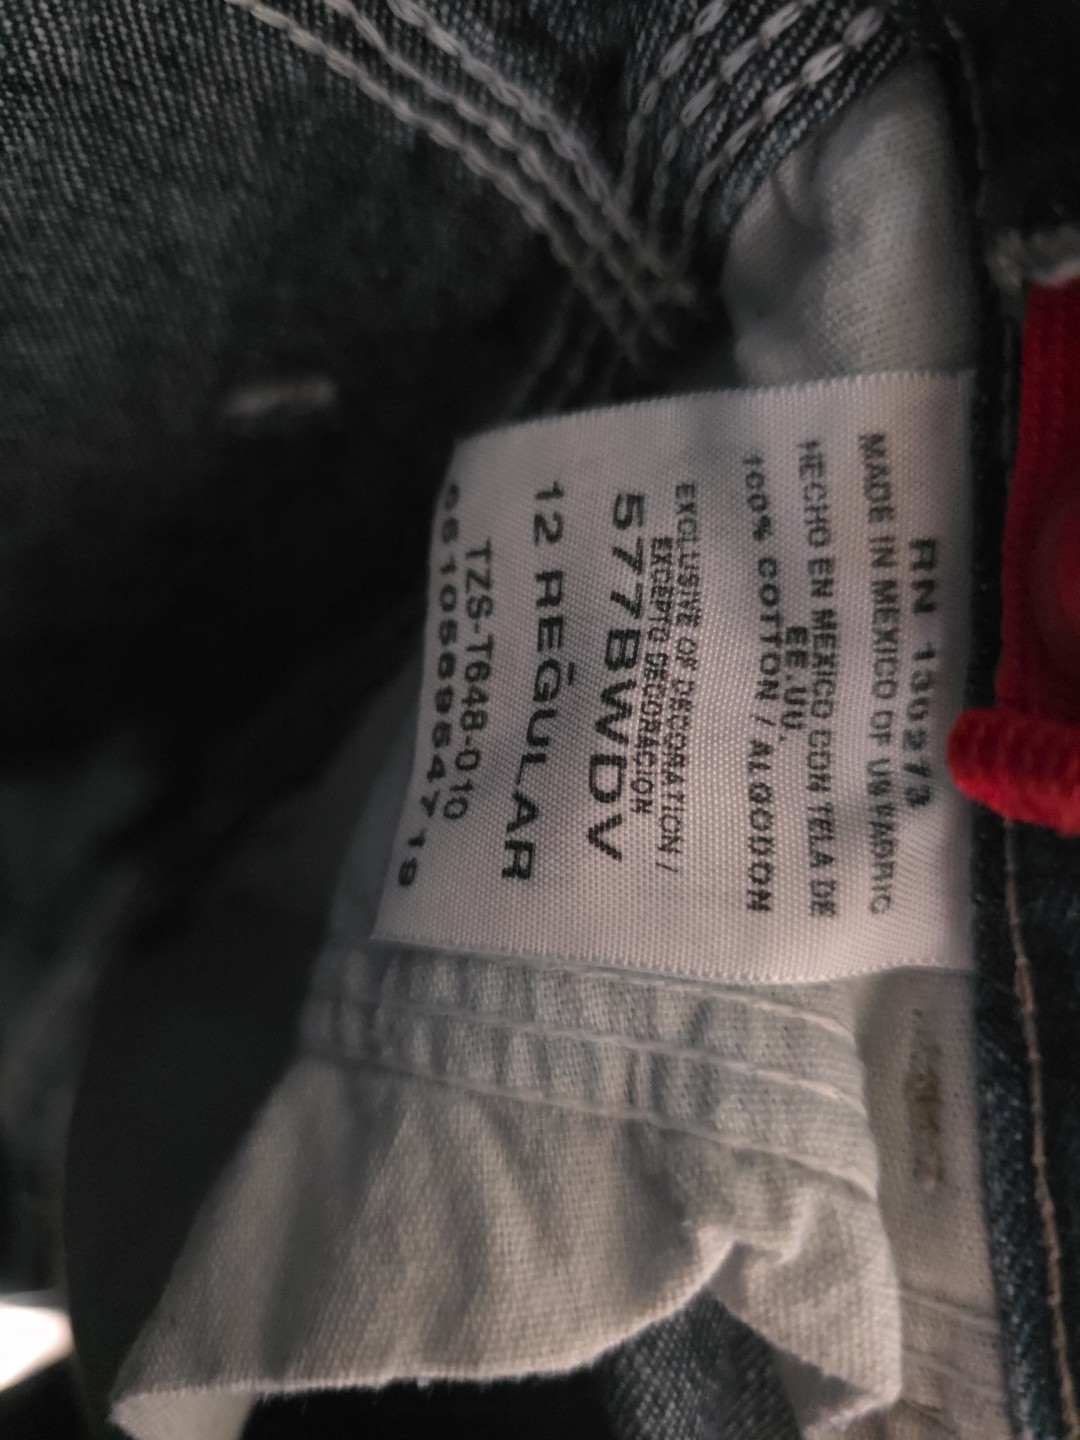 RN 130273
MADE IN MEXICO OF US FABRIC
HECHO EN MEXICO CON TELA DE
EE.UU.
100% COTTON / ALGODON
EXCLUSIVE OF DECORATION /
EXCEPTO DECORACION
577BWDV
12 REGULAR
TZS-T648-010